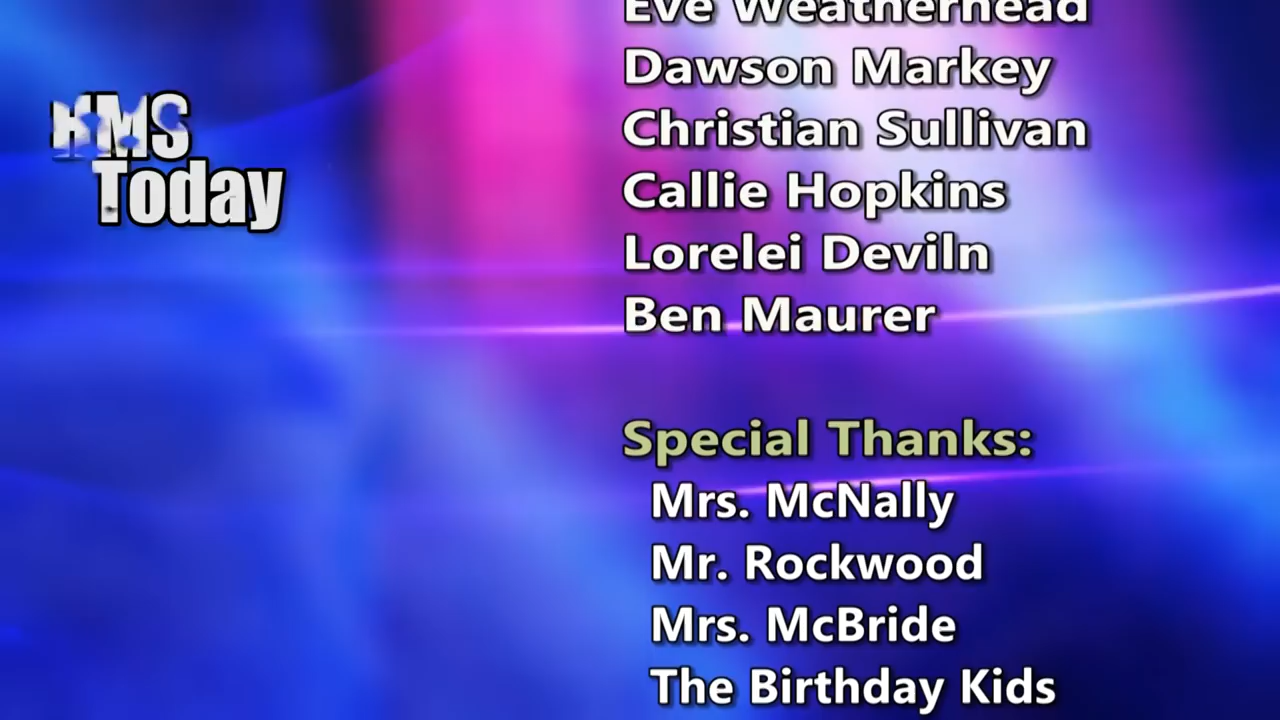 HMS
Today
Eve Weatherhead
Dawson Markey
Christian Sullivan
Callie Hopkins
Lorelei Deviln
Ben Maurer
Special Thanks:
Mrs. McNally
Mr. Rockwood
Mrs. McBride
The Birthday Kids